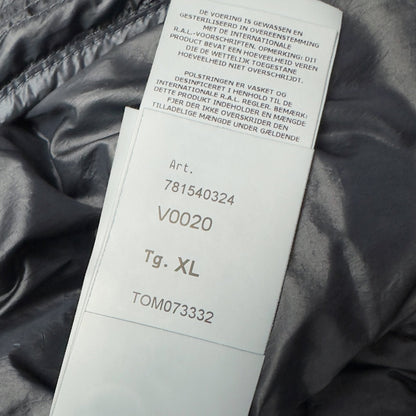 DE VOERING IS GEWASSEN EN
GESTERILISEERD IN OVEREENSTEMMING
MET DE INTERNATIONALE
R.A.L.-VOORSCHRIFTEN. OPMERKING: DIT
PRODUCT BEVAT EEN HOEVEELHEID VEREN
DIE DE WETTELIJK TOEGESTANE
HOEVEELHEID NIET OVERSCHRIJDT.
POLSTRINGEN ER VASKET OG
DESINFICERET I HENHOLD TIL DE
INTERNATIONALE R.A.L. REGLER. BEMÆRK:
DETTE PRODUKT INDEHOLDER EN MÆNGDE
FJER DER IKKE OVERSKRIDER DEN
TILLADELIGE MÆNGDE UNDER GÆLDENDE
Art.
781540324
V0020
Tg. XL
TOM073332